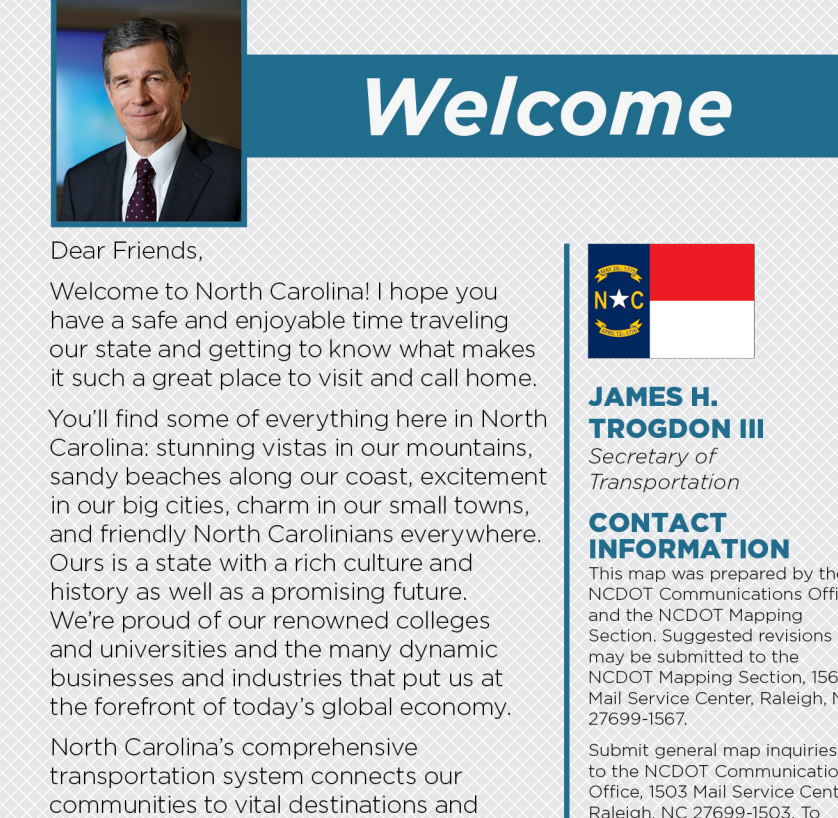 Welcome
Dear Friends,
Welcome to North Carolina! I hope you
have a safe and enjoyable time traveling
our state and getting to know what makes
it such a great place to visit and call home.
You’ll find some of everything here in North
Carolina: stunning vistas in our mountains,
sandy beaches along our coast, excitement
in our big cities, charm in our small towns,
and friendly North Carolinians everywhere.
Ours is a state with a rich culture and
history as well as a promising future.
We’re proud of our renowned colleges
and universities and the many dynamic
businesses and industries that put us at
the forefront of today’s global economy.
North Carolina’s comprehensive
transportation system connects our
communities to vital destinations and
MAY 20, 1775
N C
APRIL 12, 1776
JAMES H.
TROGDON III
Secretary of
Transportation
CONTACT
INFORMATION
This map was prepared by
NCDOT Communications
and the NCDOT Mapping
Section. Suggested revisions
may be submitted to the
NCDOT Mapping Section,
Mail Service Center, Raleigh,
27699-1567.
Submit general map inquiries
to the NCDOT
Office, 1503 Mail Service
Raleigh, NC 27699-1503. To